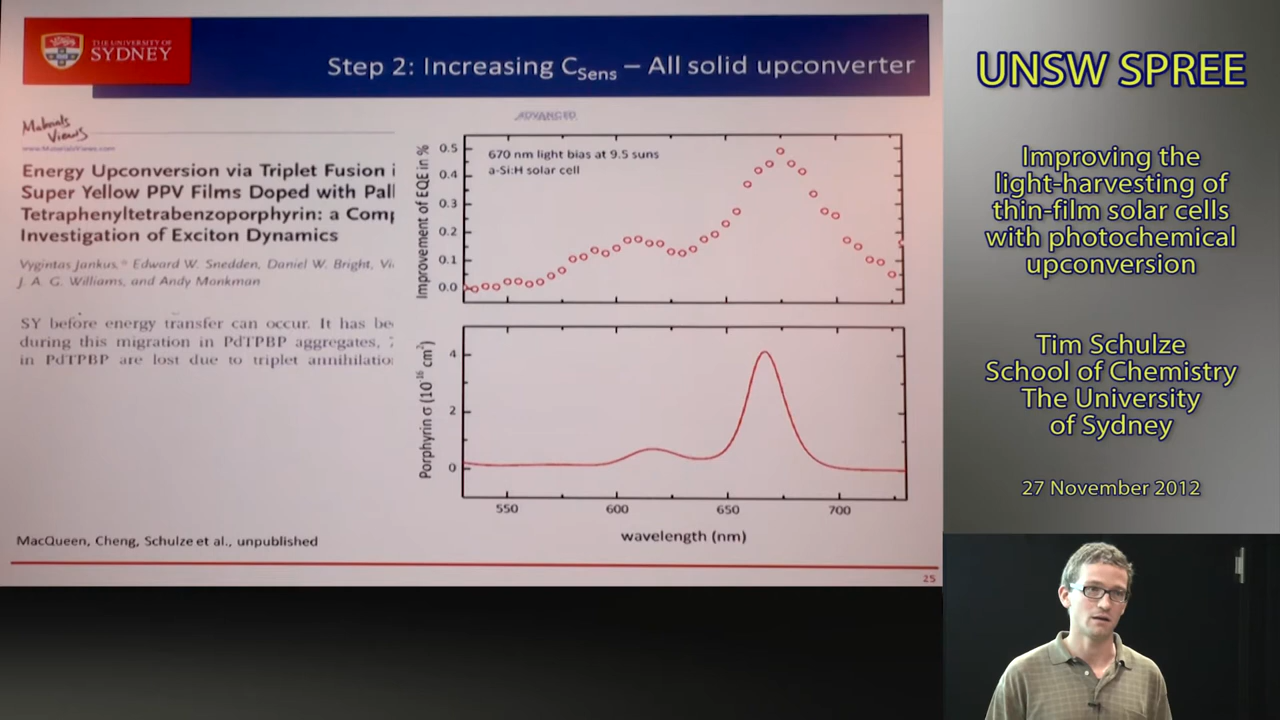 THE UNIVERSITY OF
SYDNEY
Step 2: Increasing CSens – All solid upconverter
Materials
Views
www.MaterialsViews.com
Energy Upconversion via Triplet Fusion i
Super Yellow PPV Films Doped with Pall
Tetraphenyltetrabenzoporphyrin: a Comp
Investigation of Exciton Dynamics
Vygintas Jankus,* Edward W. Snedden, Daniel W. Bright, Vi
J. A. G. Williams, and Andy Monkman
SY before energy transfer can occur. It has be
during this migration in PdTPBP aggregates,
in PdTPBP are lost due to triplet annihilatio
MacQueen, Cheng, Schulze et al., unpublished
ADVANCED
670 nm light bias at 9.5 suns
a-Si:H solar cell
Improvement of EQE in %
0.5
0.4
0.3
0.2
0.1
0.0
Porphyrin σ (10⁻¹⁶ cm²)
4
2
0
550 600 650 700
wavelength (nm)
25
UNSW SPREE
Improving the
light-harvesting of
thin-film solar cells
with photochemical
upconversion
Tim Schulze
School of Chemistry
The University
of Sydney
27 November 2012